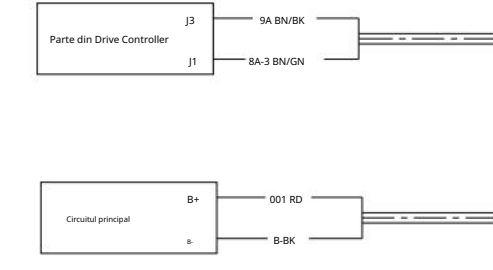 J3 9A BN/BK
Parte din Drive Controller
J1 8A-3 BN/GN
B+ 001 RD
Circuitul principal
B- B-BK